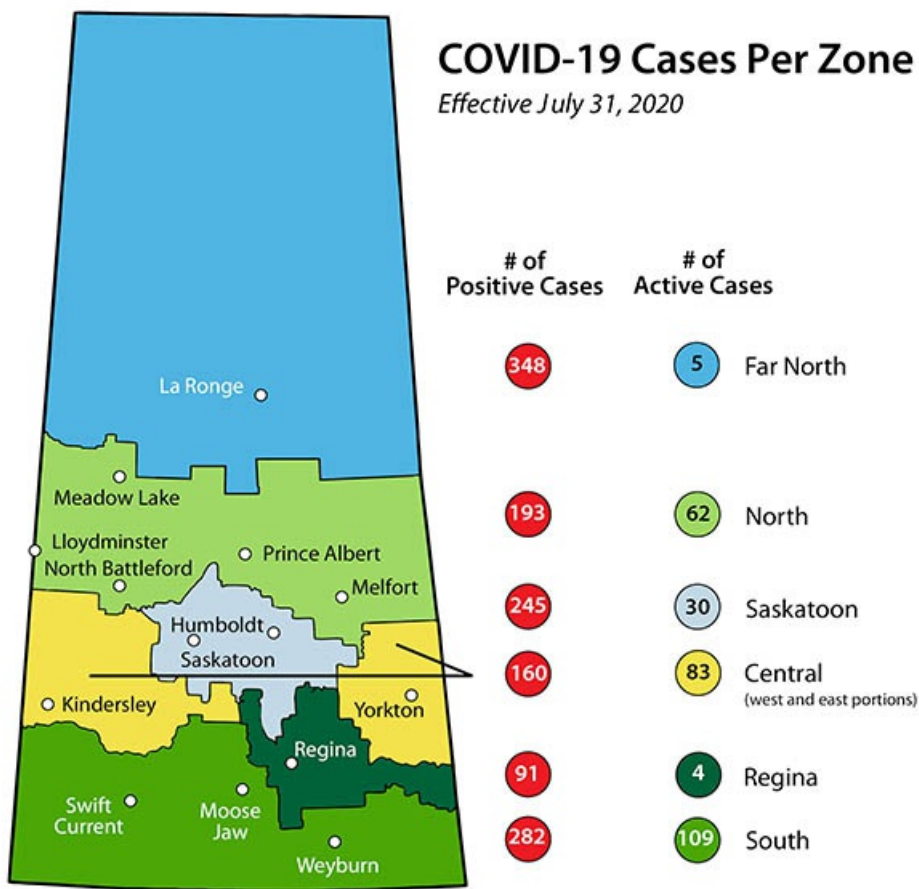 COVID-19 Cases Per Zone
Effective July 31, 2020
# of
Positive Cases
# of
Active Cases
348
5
Far North
193
62
North
245
30
Saskatoon
160
83
Central
(west and east portions)
91
4
Regina
282
109
South
La Ronge
Meadow Lake
Lloydminster
North Battleford
Prince Albert
Melfort
Humboldt
Saskatoon
Kindersley
Yorkton
Regina
Swift
Current
Moose
Jaw
Weyburn